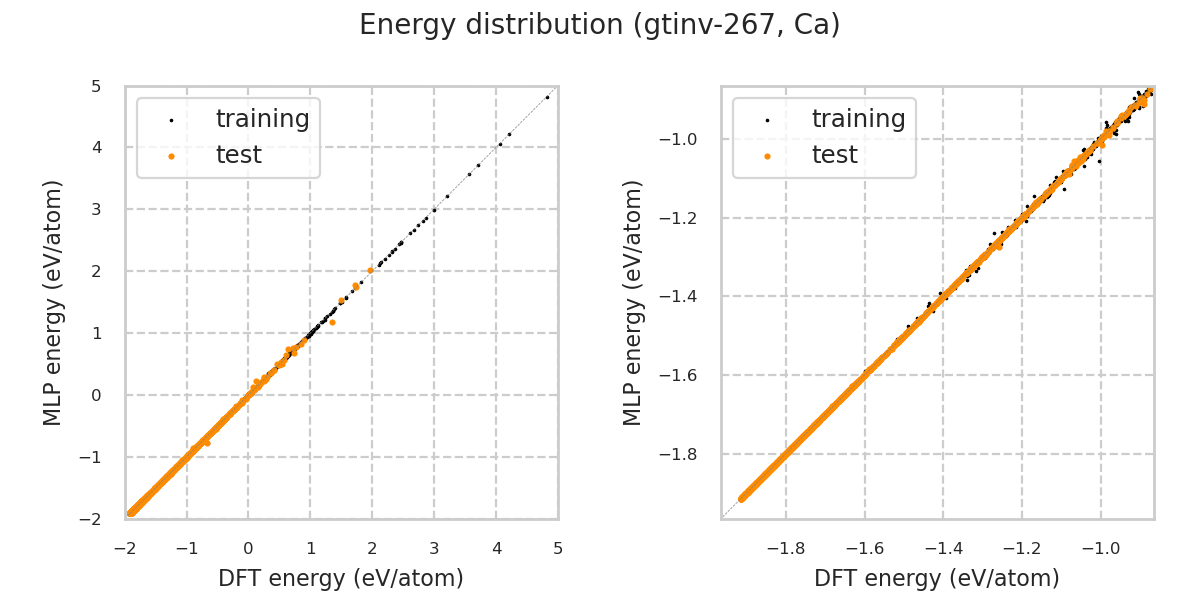 Energy distribution (gtinv-267, Ca)
training
test
5
4
3
2
1
0
−1
−2
−2
−1
0
1
2
3
4
5
MLP energy (eV/atom)
DFT energy (eV/atom)
training
test
−1.0
−1.2
−1.4
−1.6
−1.8
−1.8
−1.6
−1.4
−1.2
−1.0
MLP energy (eV/atom)
DFT energy (eV/atom)